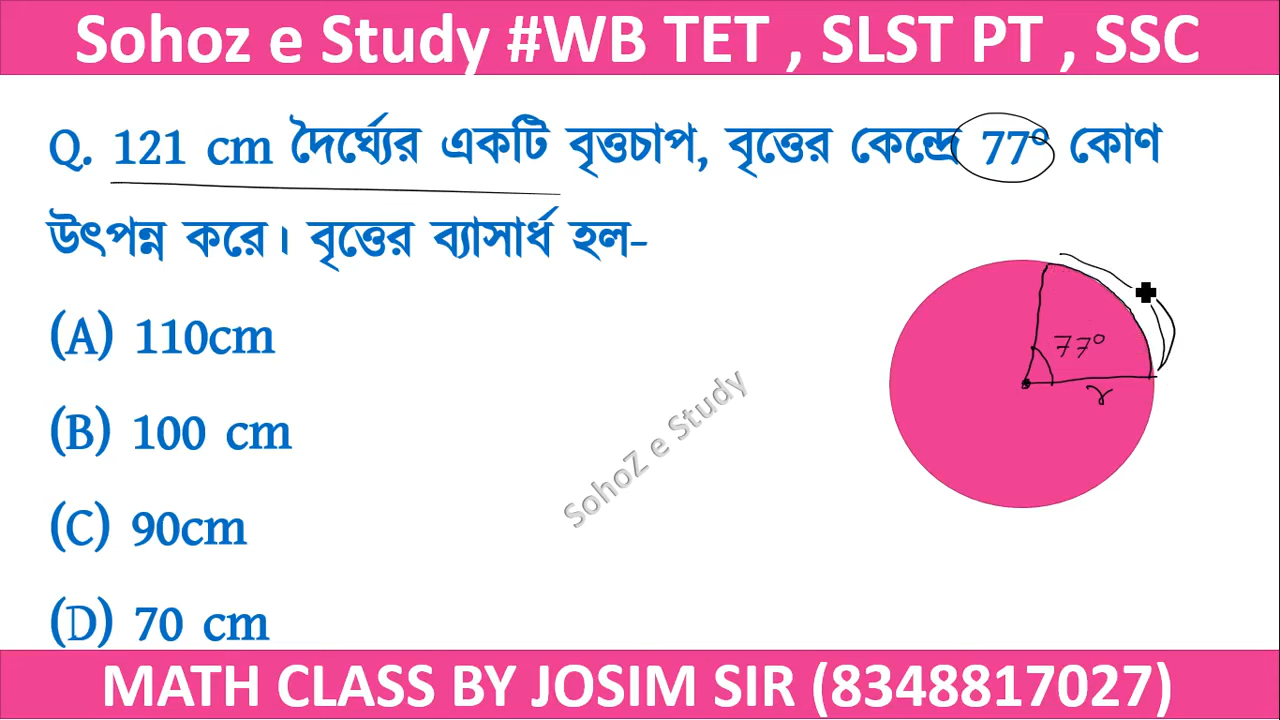 Sohoz e Study #WB TET , SLST PT , SSC
Q. 121 cm দৈর্ঘ্যের একটি বৃত্তচাপ, বৃত্তের কেন্দ্রে 77° কোণ
উৎপন্ন করে। বৃত্তের ব্যাসার্ধ হল-
(A) 110cm
(B) 100 cm
(C) 90cm
(D) 70 cm
77°
r
SohoZ e Study
MATH CLASS BY JOSIM SIR (8348817027)